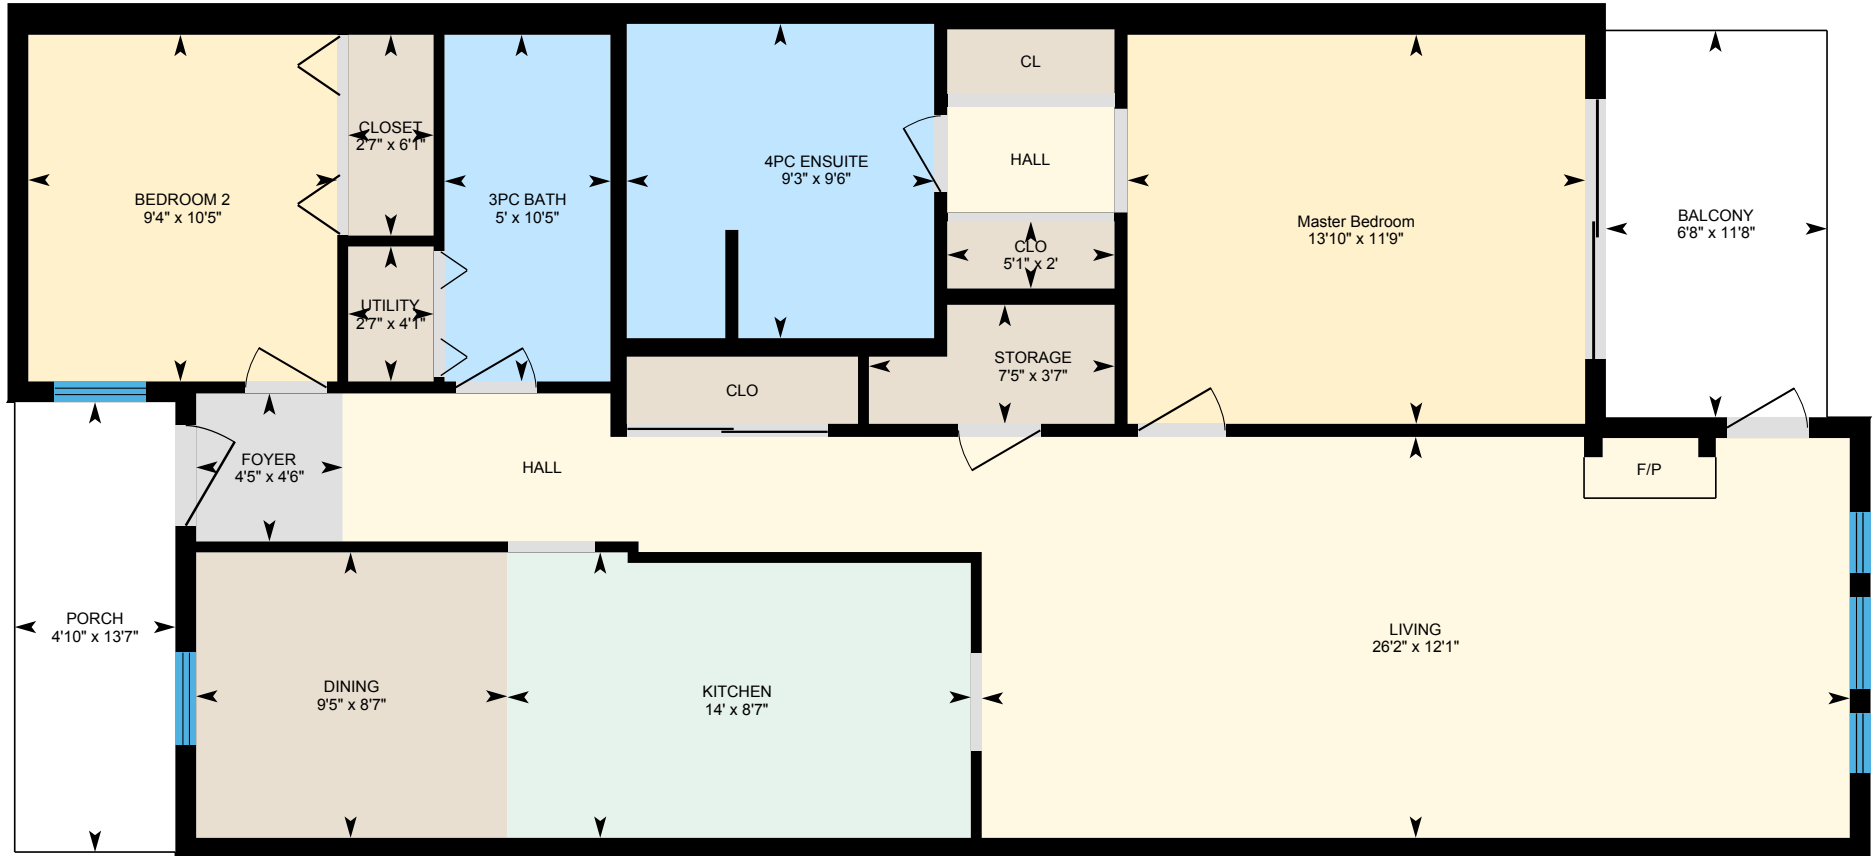 CL
CLOSET
2'7" x 6'1"
4PC ENSUITE
9'3" x 9'6"
HALL
BEDROOM 2
9'4" x 10'5"
3PC BATH
5' x 10'5"
Master Bedroom
13'10" x 11'9"
BALCONY
6'8" x 11'8"
CLO
5'1" x 2'
UTILITY
2'7" x 4'1"
STORAGE
7'5" x 3'7"
CLO
FOYER
4'5" x 4'6"
HALL
F/P
PORCH
4'10" x 13'7"
LIVING
26'2" x 12'1"
DINING
9'5" x 8'7"
KITCHEN
14' x 8'7"